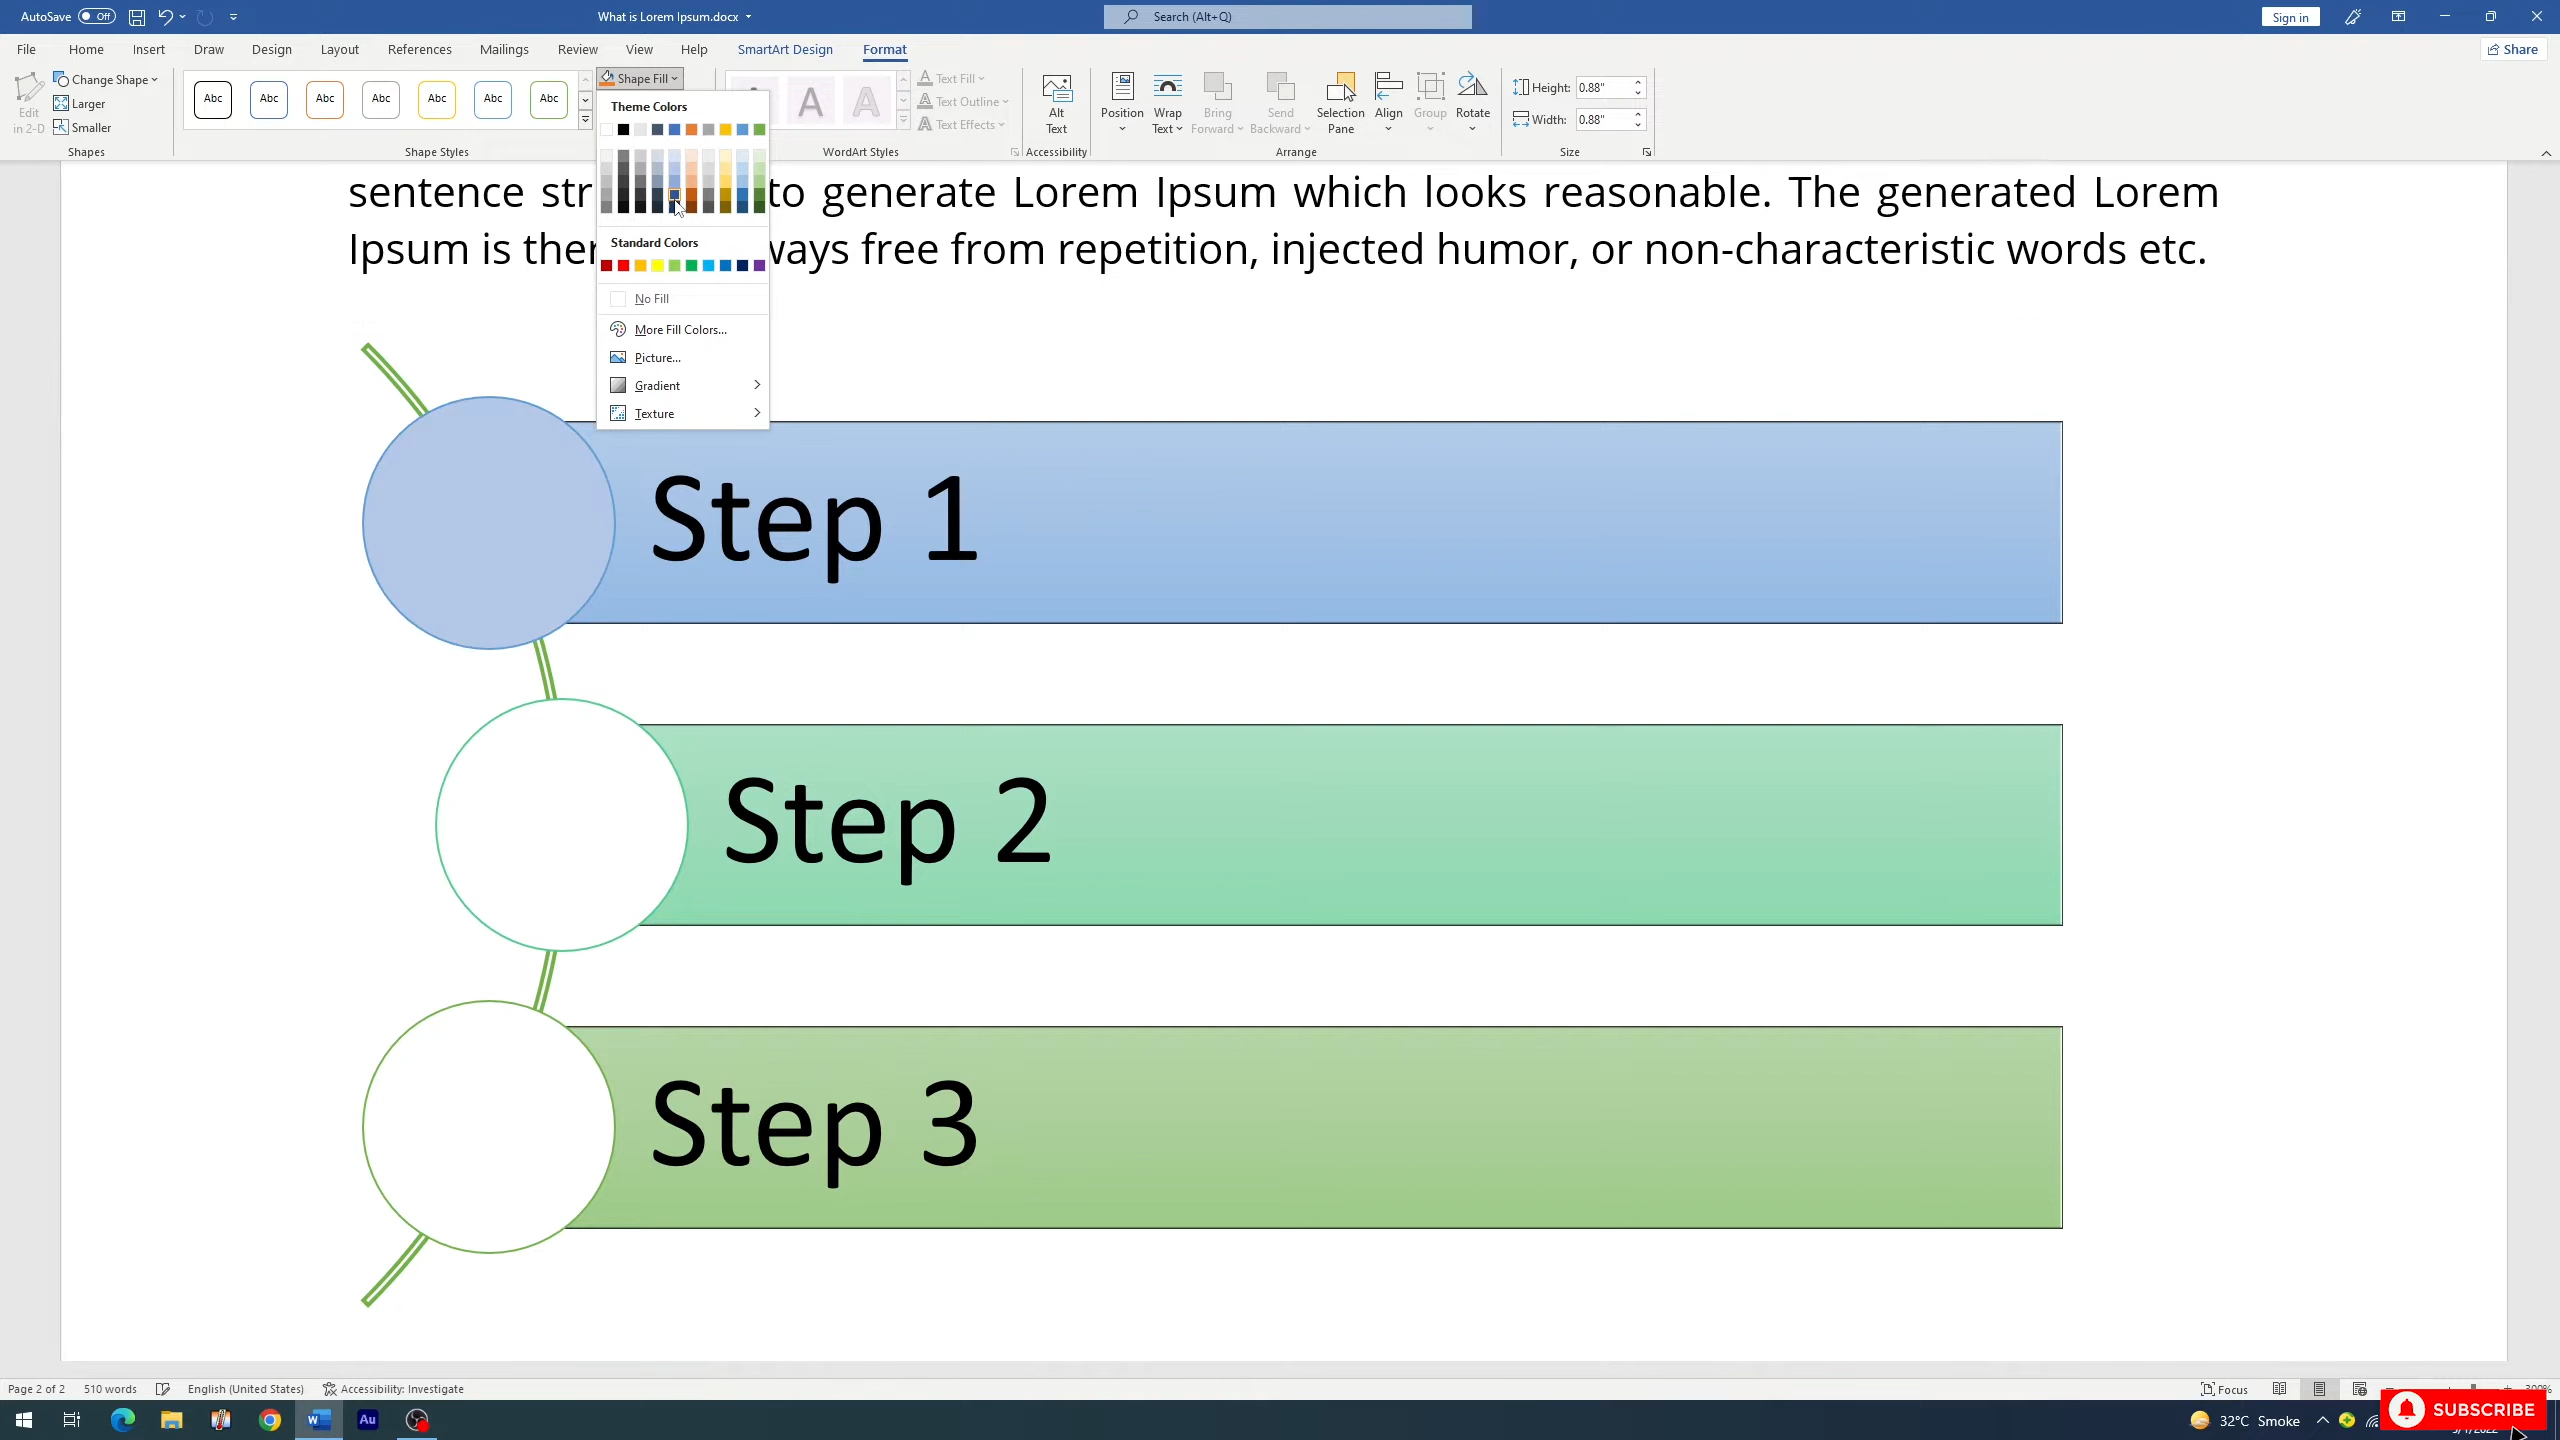 AutoSave Off
What is Lorem Ipsum.docx
Search (Alt+Q)
Sign in
File Home Insert Draw Design Layout References Mailings Review View Help SmartArt Design Format
Share
Edit in 2-D
Change Shape
Larger
Smaller
Shapes
Abc Abc Abc Abc Abc Abc Abc
Shape Styles
Shape Fill
A A
WordArt Styles
Text Fill
Text Outline
Text Effects
Alt Text
Accessibility
Position
Wrap Text
Bring Forward
Send Backward
Selection Pane
Align
Group
Rotate
Arrange
Height: 0.88"
Width: 0.88"
Size
Theme Colors
Standard Colors
No Fill
More Fill Colors...
Picture...
Gradient
Texture
sentence str to generate Lorem Ipsum which looks reasonable. The generated Lorem
Ipsum is ther ways free from repetition, injected humor, or non-characteristic words etc.
Step 1
Step 2
Step 3
Page 2 of 2 510 words English (United States) Accessibility: Investigate
Focus
W Au
32°C Smoke
SUBSCRIBE